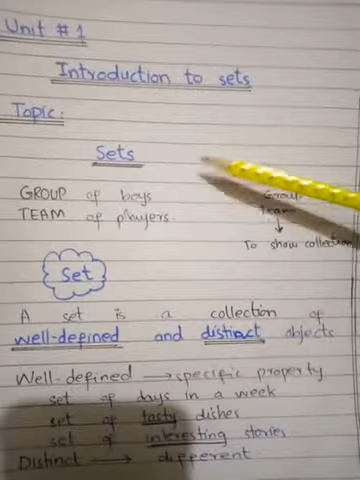 Unit # 1
Introduction to sets
Topic:
Sets
GROUP of boys
TEAM of players.
Group
Team
To show collection
Set
A set is a collection of
well-defined and distinct objects
Well-defined → specific property
set of days in a week
set of tasty dishes
set of interesting stories
Distinct → different